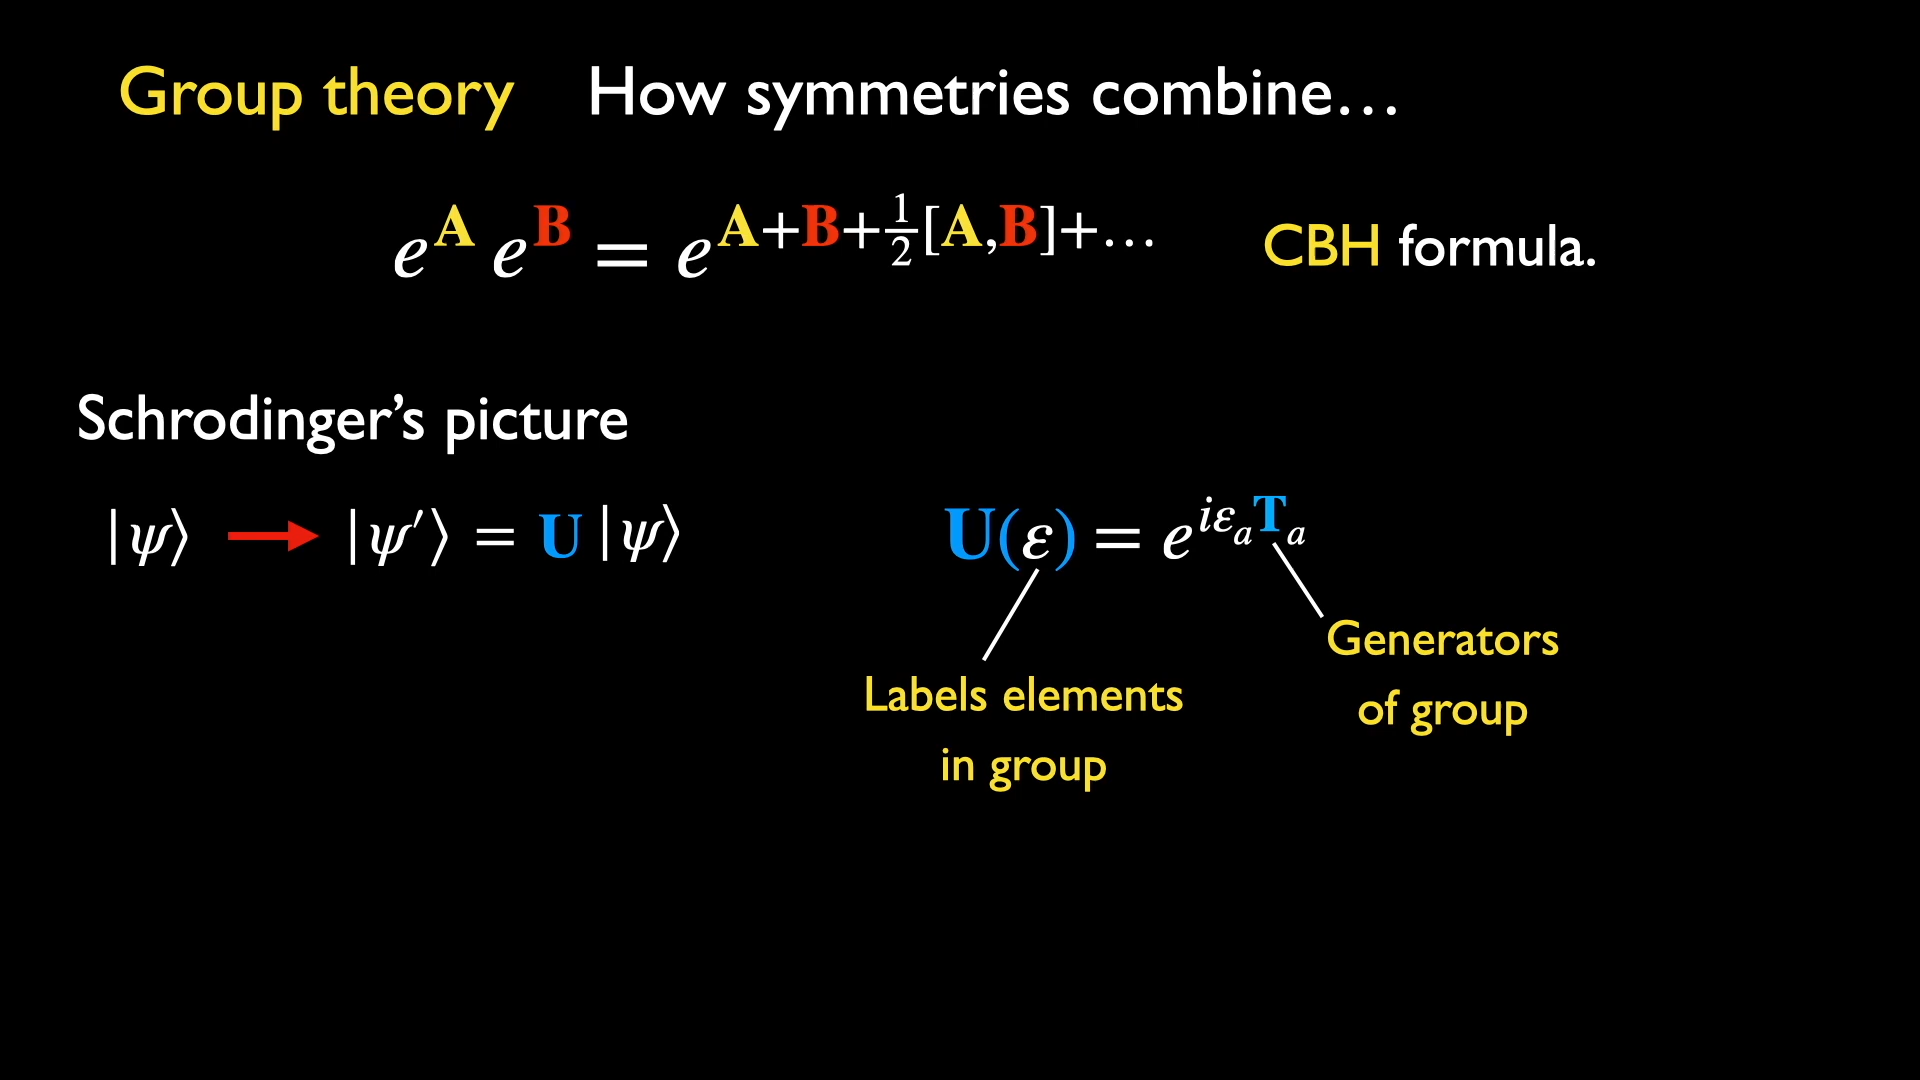 Group theory How symmetries combine…
e^A e^B = e^{A+B+½[A,B]+…} CBH formula.
Schrodinger’s picture
|ψ⟩ → |ψ′⟩ = U |ψ⟩ U(ε) = e^{iε_a T_a}
Generators
of group
Labels elements
in group